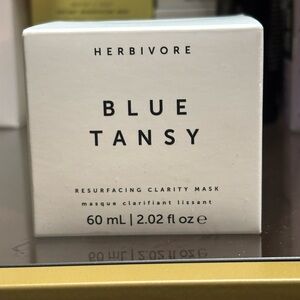 HERBIVORE
BLUE
TANSY
RESURFACING CLARITY MASK
masque clarifiant lissant
60 mL | 2.02 fl oz e